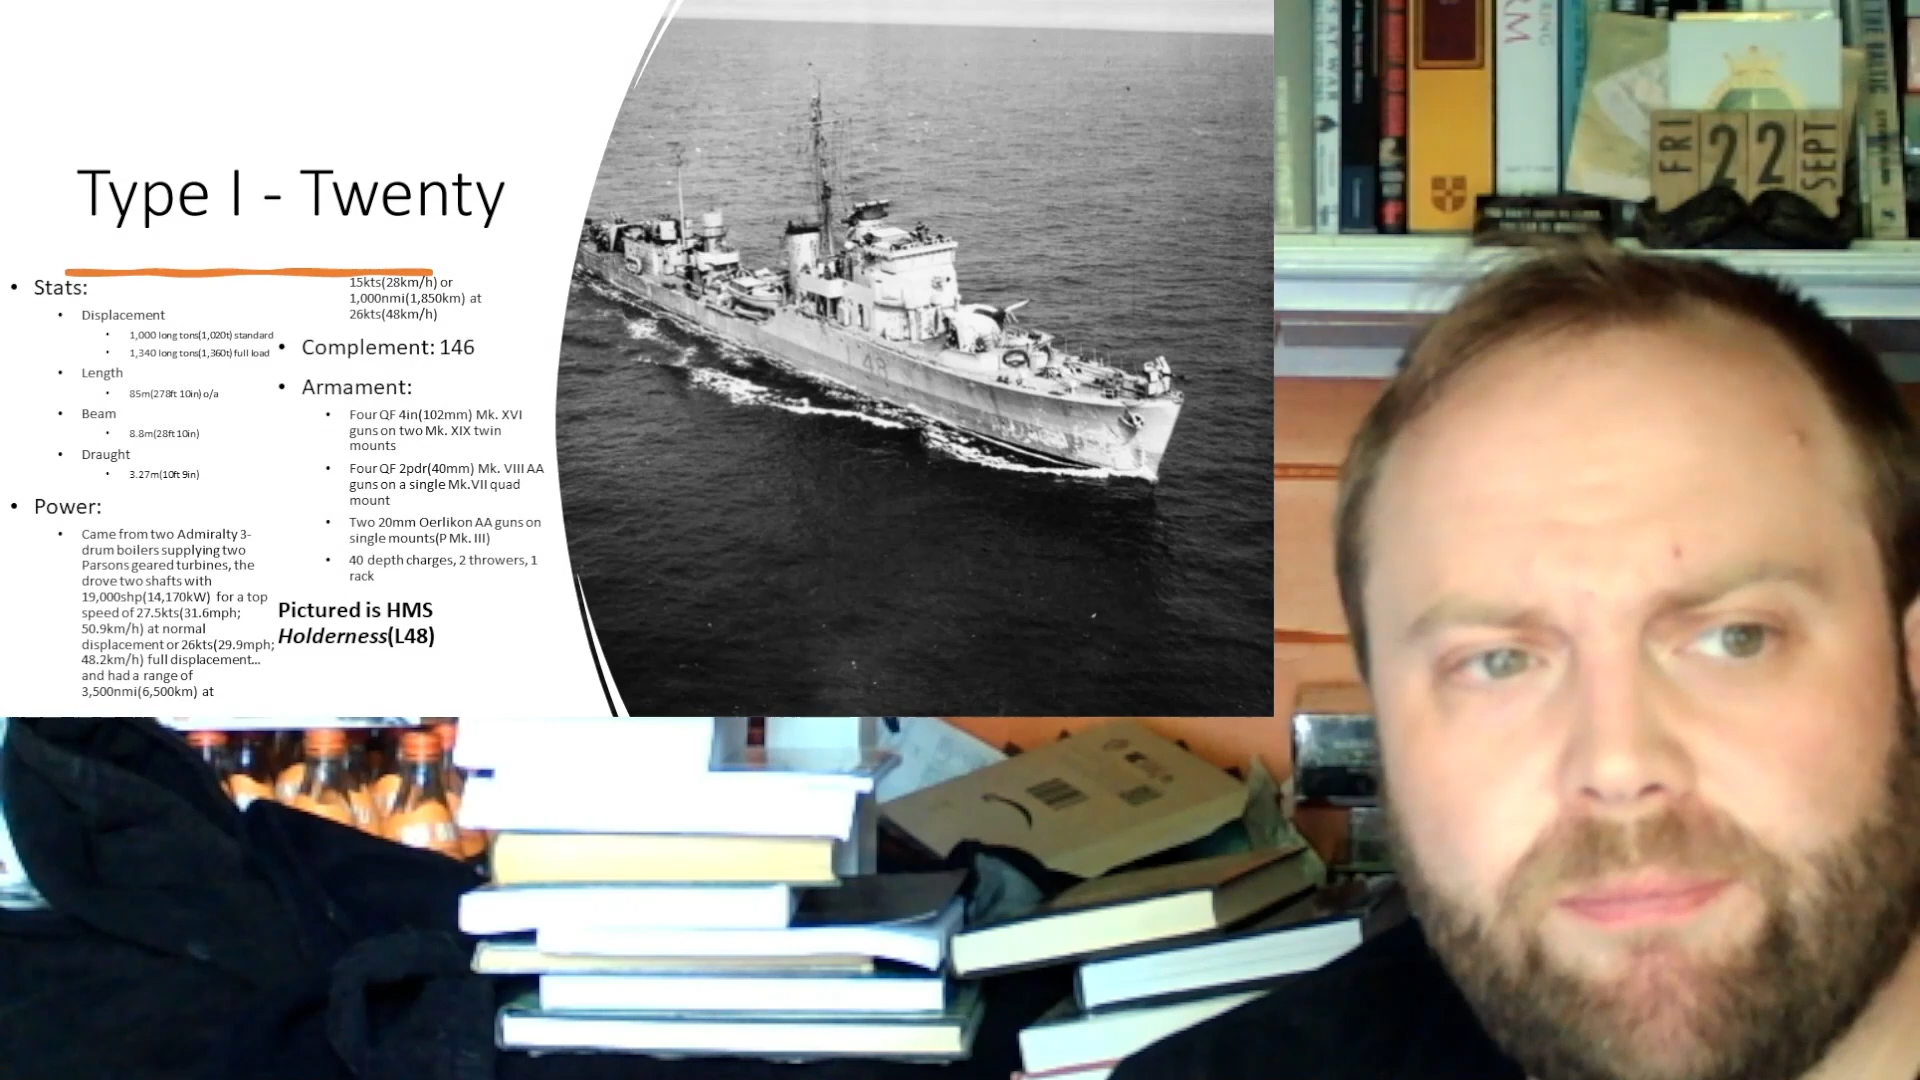 Type I - Twenty
• Stats:
• Displacement
• 1,000 long tons(1,020t) standard
• 1,340 long tons(1,360t) full load
• Length
• 85m(278ft 10in) o/a
• Beam
• 8.8m(28ft 10in)
• Draught
• 3.27m(10ft 9in)
• Power:
• Came from two Admiralty 3-
drum boilers supplying two
Parsons geared turbines, the
drove two shafts with
19,000shp(14,170kW) for a top
speed of 27.5kts(31.6mph;
50.9km/h) at normal
displacement or 26kts(29.9mph;
48.2km/h) full displacement…
and had a range of
3,500nmi(6,500km) at
15kts(28km/h) or
1,000nmi(1,850km) at
26kts(48km/h)
• Complement: 146
• Armament:
• Four QF 4in(102mm) Mk. XVI
guns on two Mk. XIX twin
mounts
• Four QF 2pdr(40mm) Mk. VIII AA
guns on a single Mk.VII quad
mount
• Two 20mm Oerlikon AA guns on
single mounts(P Mk. III)
• 40 depth charges, 2 throwers, 1
rack
Pictured is HMS
Holderness(L48)
L 48
FRI 22 SEPT